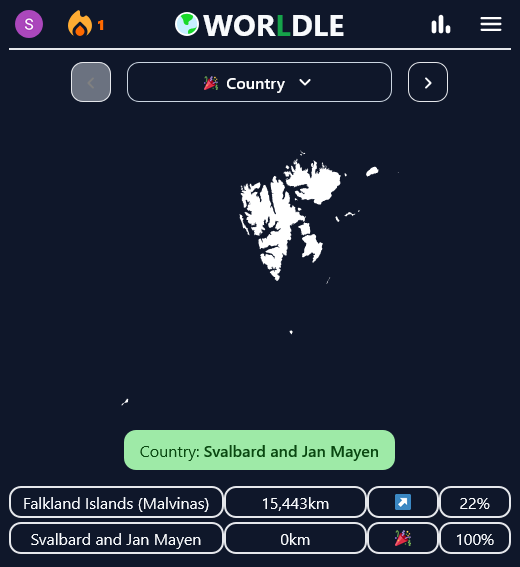 S 1 WORLDLE
Country
Country: Svalbard and Jan Mayen
Falkland Islands (Malvinas) 15,443km 22%
Svalbard and Jan Mayen 0km 100%